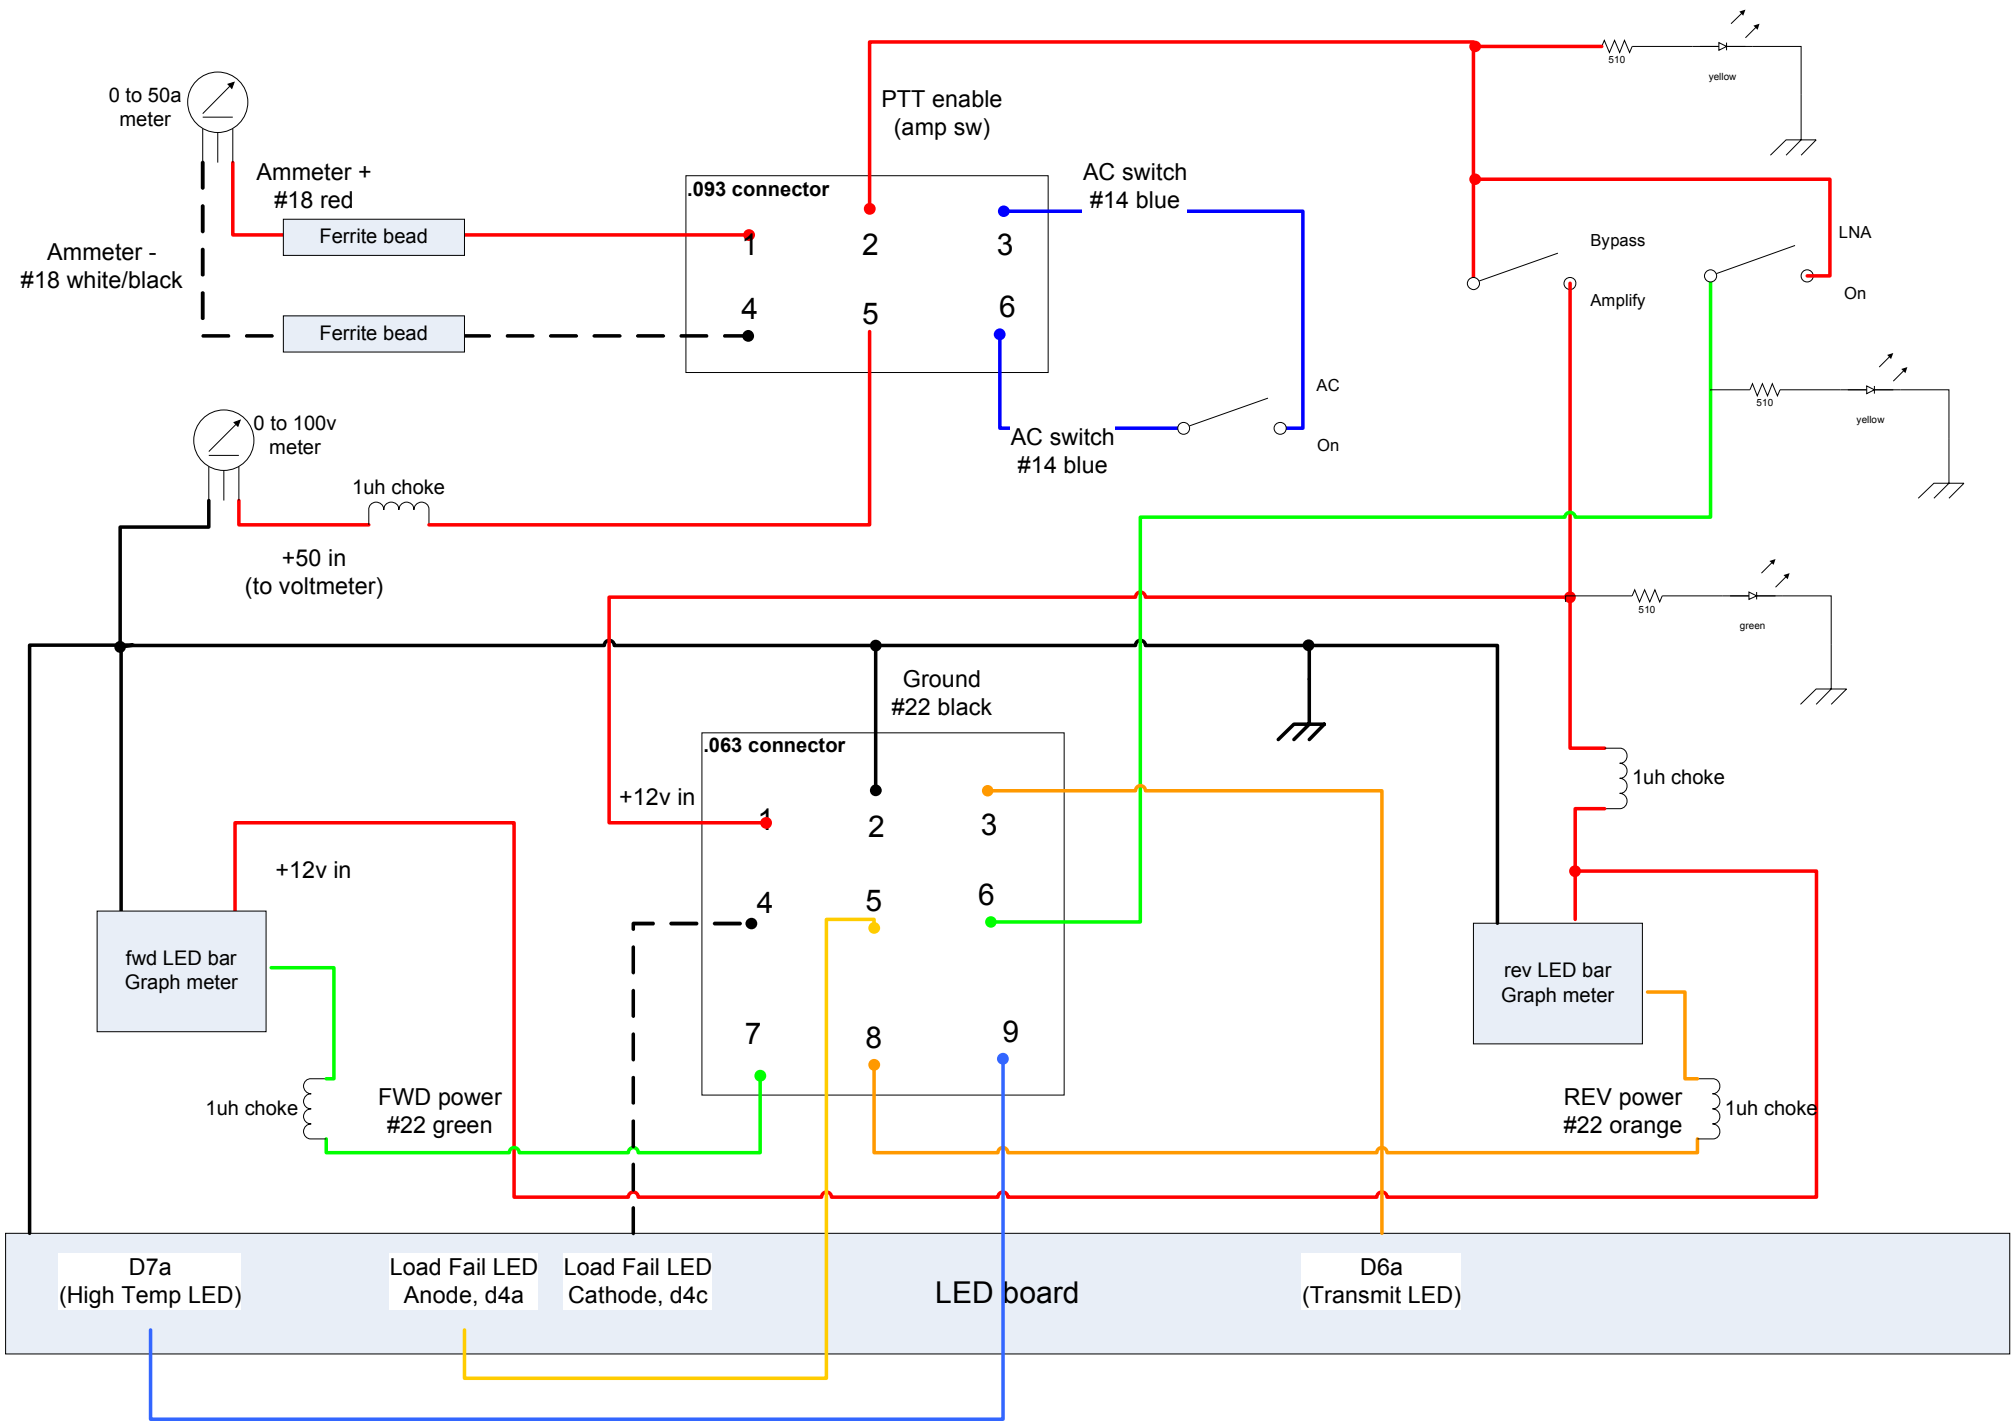 510
yellow
0 to 50a
meter
PTT enable
(amp sw)
Ammeter +
#18 red
AC switch
#14 blue
.093 connector
Ferrite bead
1
2
3
Bypass
LNA
Ammeter -
#18 white/black
Amplify
On
4
5
6
Ferrite bead
AC
510
yellow
0 to 100v
meter
AC switch
#14 blue
On
1uh choke
+50 in
(to voltmeter)
510
green
Ground
#22 black
.063 connector
1uh choke
+12v in
1
2
3
+12v in
4
5
6
fwd LED bar
Graph meter
rev LED bar
Graph meter
7
8
9
1uh choke
FWD power
#22 green
REV power
#22 orange
1uh choke
D7a
(High Temp LED)
Load Fail LED
Anode, d4a
Load Fail LED
Cathode, d4c
LED board
D6a
(Transmit LED)